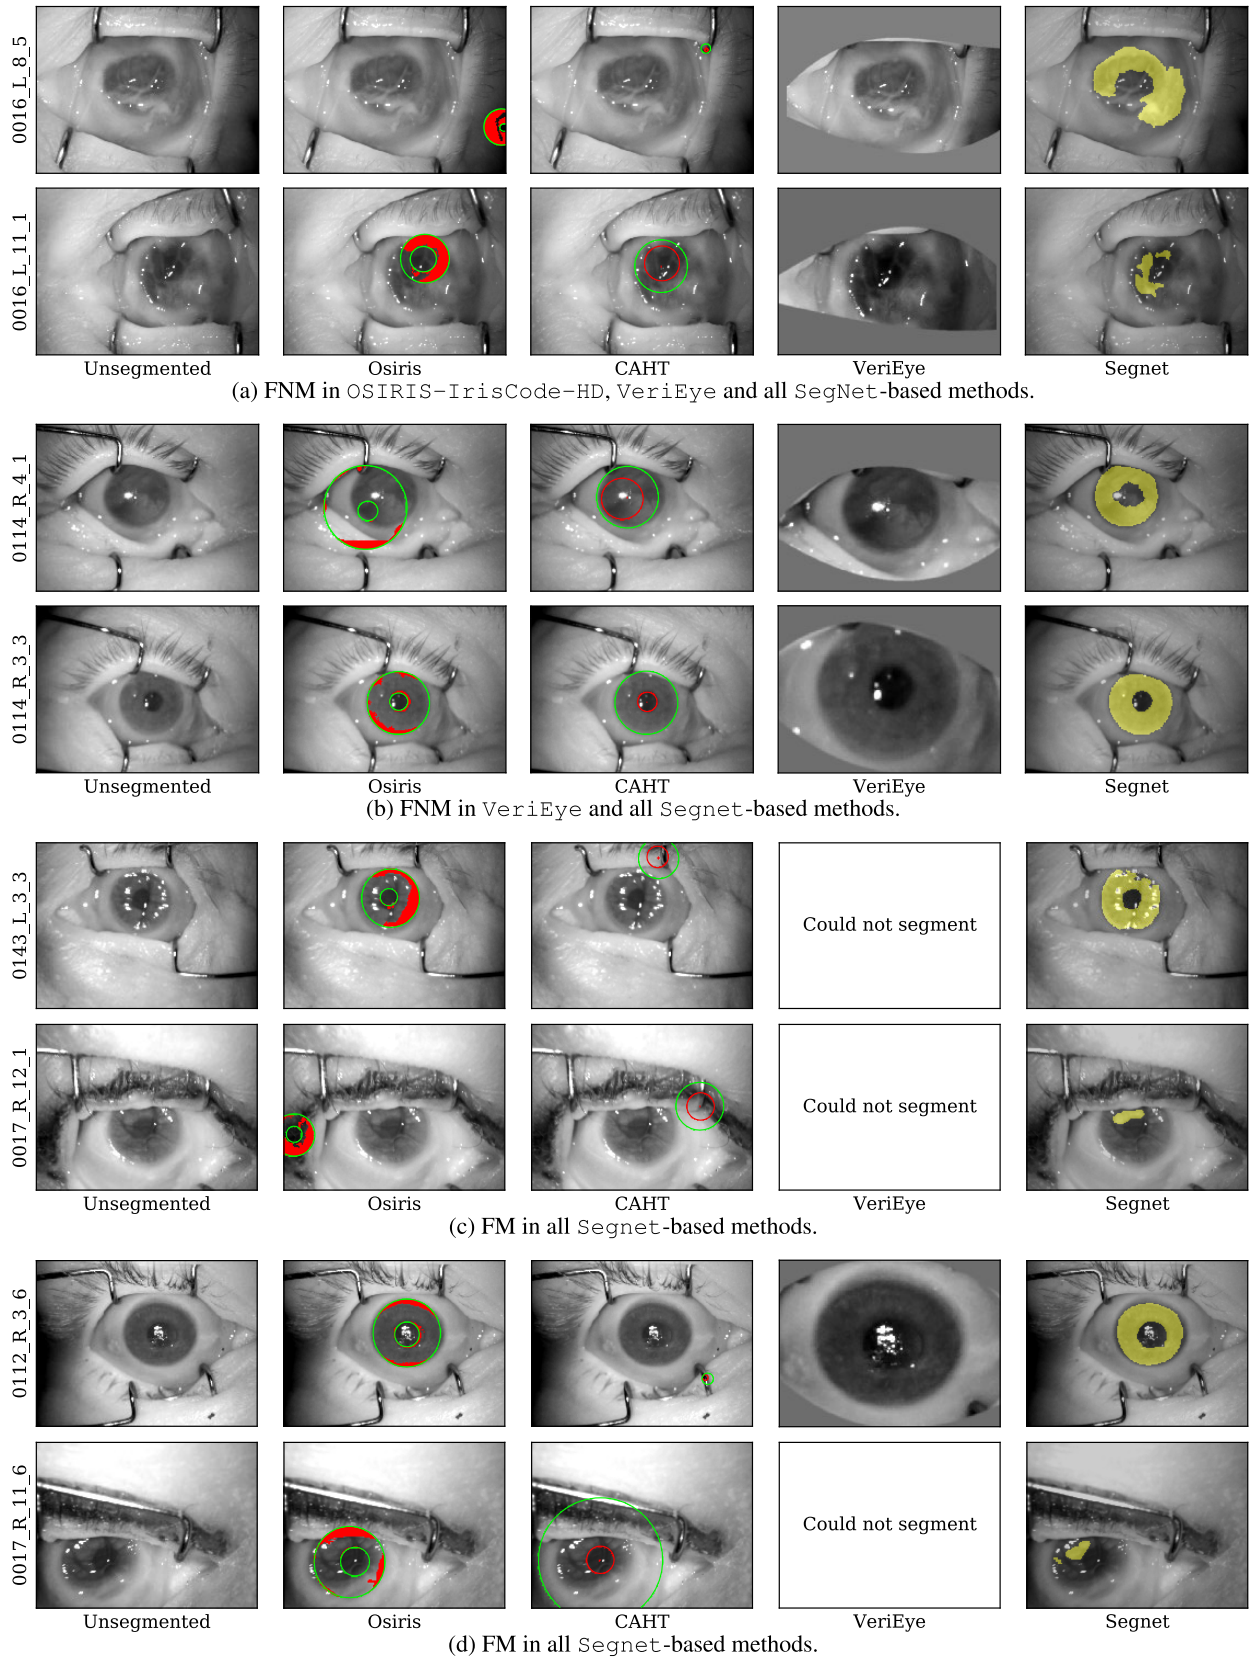 0016_L_8_5
0016_L_11_1
Unsegmented Osiris CAHT VeriEye Segnet
(a) FNM in OSIRIS-IrisCode-HD, VeriEye and all SegNet-based methods.
0114_R_4_1
0114_R_3_3
Unsegmented Osiris CAHT VeriEye Segnet
(b) FNM in VeriEye and all Segnet-based methods.
0143_L_3_3
Could not segment
0017_R_12_1
Could not segment
Unsegmented Osiris CAHT VeriEye Segnet
(c) FM in all Segnet-based methods.
0112_R_3_6
0017_R_11_6
Could not segment
Unsegmented Osiris CAHT VeriEye Segnet
(d) FM in all Segnet-based methods.